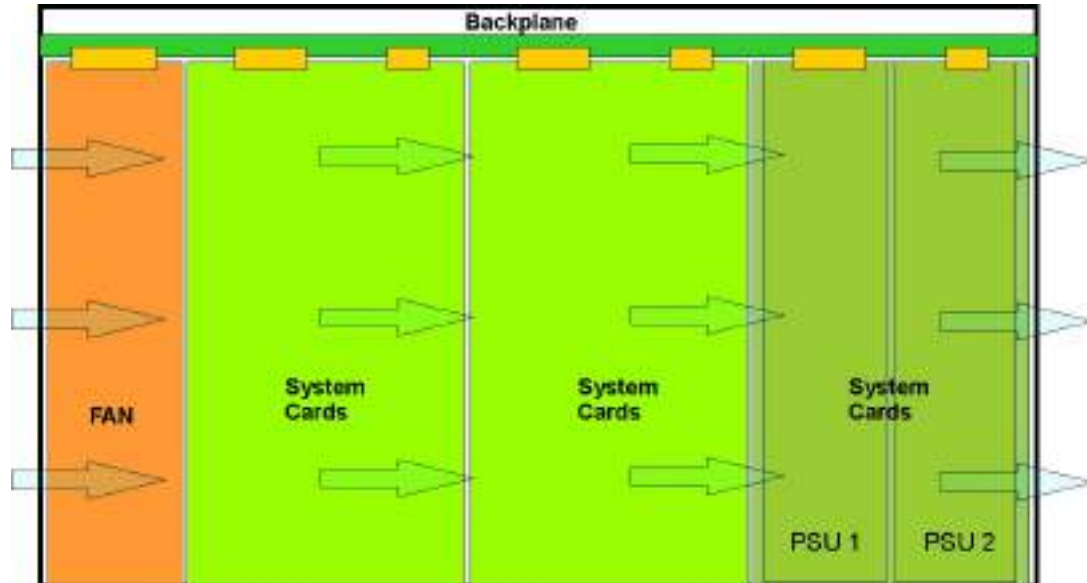 Backplane
FAN
System
Cards
System
Cards
System
Cards
PSU 1
PSU 2